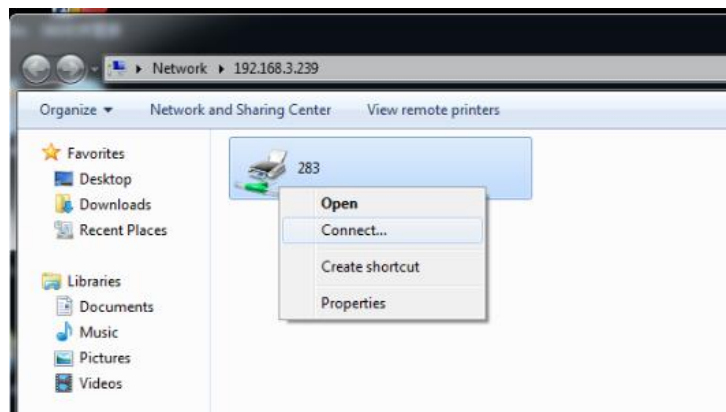 Network ▸ 192.168.3.239
Organize Network and Sharing Center View remote printers
Favorites
Desktop
Downloads
Recent Places
Libraries
Documents
Music
Pictures
Videos
283
Open
Connect...
Create shortcut
Properties